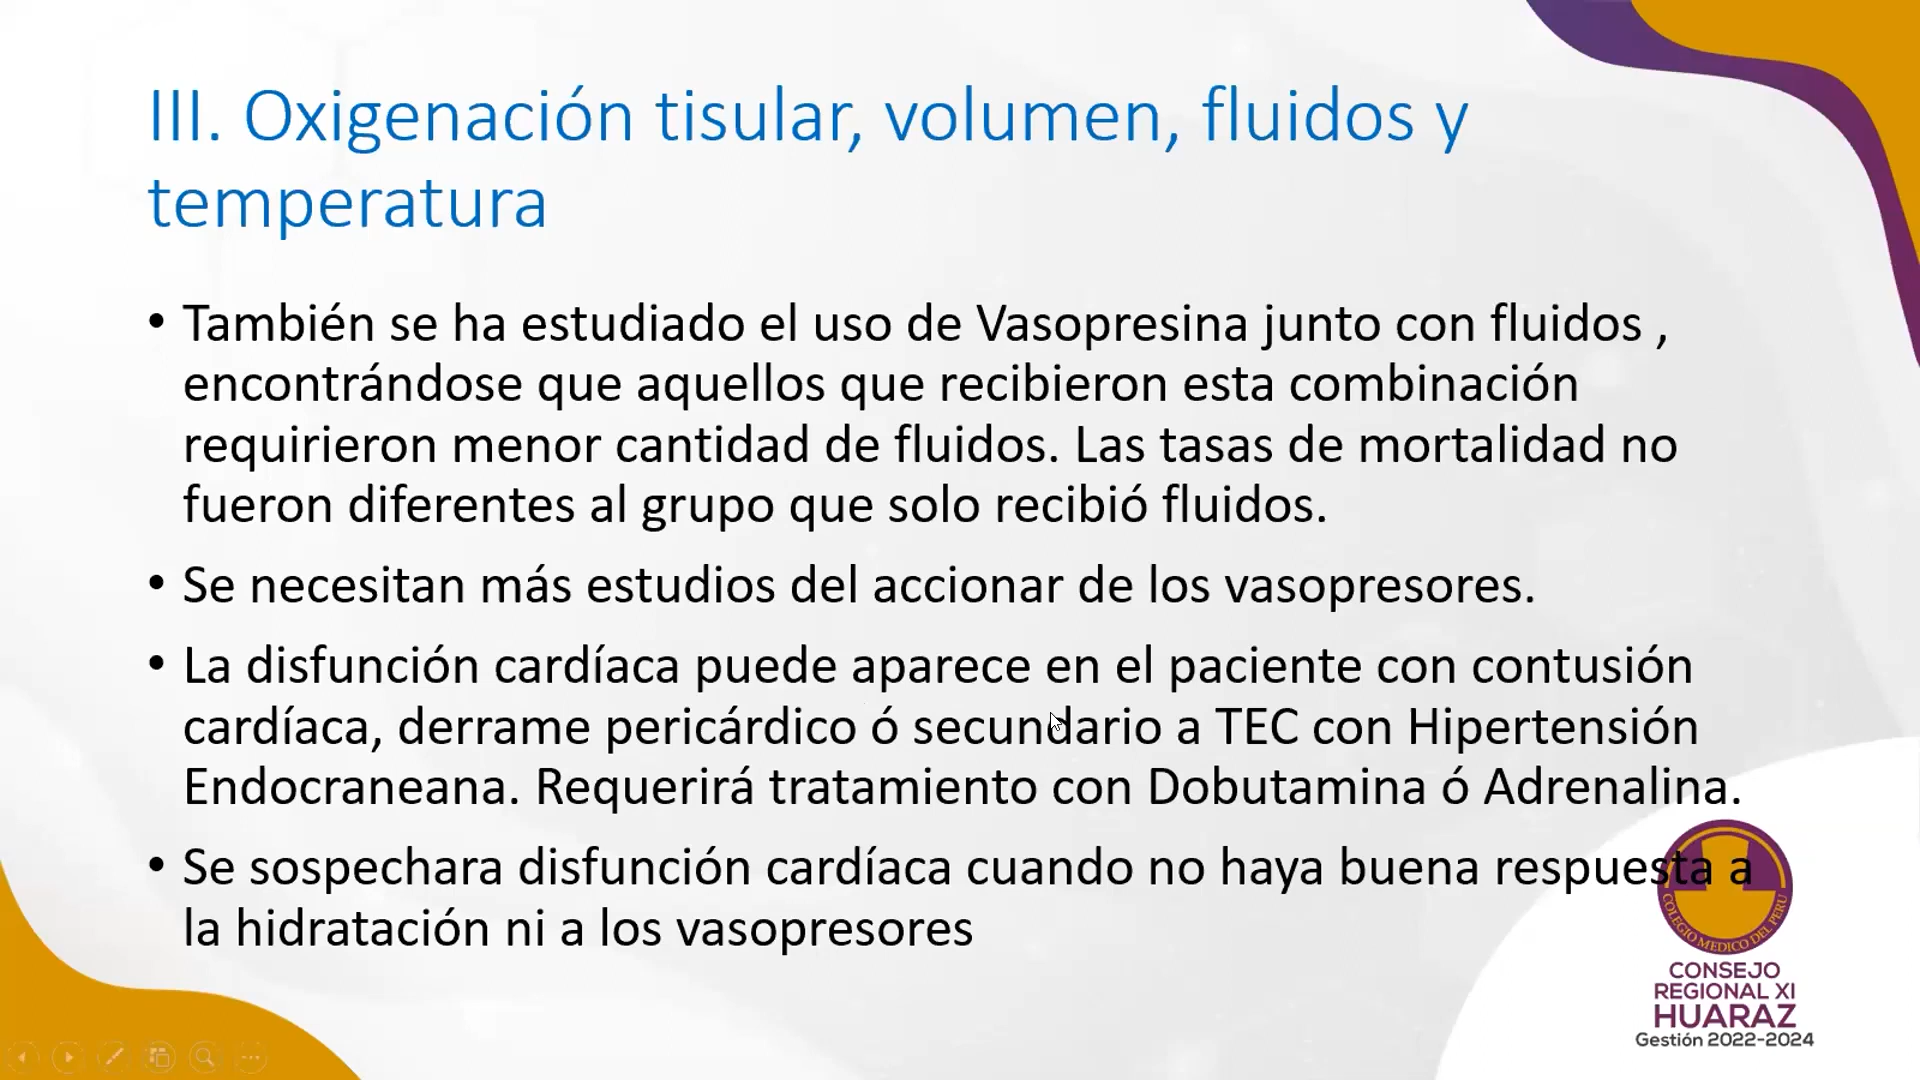 III. Oxigenación tisular, volumen, fluidos y
temperatura
• También se ha estudiado el uso de Vasopresina junto con fluidos ,
encontrándose que aquellos que recibieron esta combinación
requirieron menor cantidad de fluidos. Las tasas de mortalidad no
fueron diferentes al grupo que solo recibió fluidos.
• Se necesitan más estudios del accionar de los vasopresores.
• La disfunción cardíaca puede aparece en el paciente con contusión
cardíaca, derrame pericárdico ó secundario a TEC con Hipertensión
Endocraneana. Requerirá tratamiento con Dobutamina ó Adrenalina.
• Se sospechara disfunción cardíaca cuando no haya buena respuesta a
la hidratación ni a los vasopresores
COLEGIO MEDICO DEL PERU
CONSEJO
REGIONAL XI
HUARAZ
Gestión 2022-2024